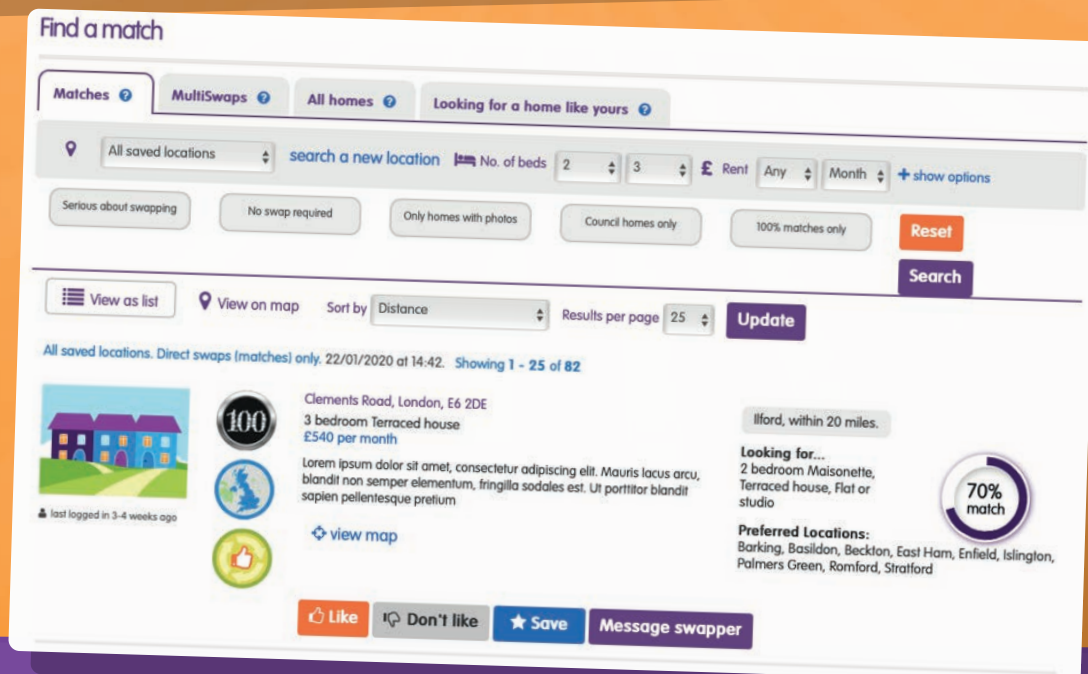 Find a match
Matches ? MultiSwaps ? All homes ? Looking for a home like yours ?
All saved locations search a new location No. of beds 2 3 £ Rent Any Month + show options
Serious about swapping No swap required Only homes with photos Council homes only 100% matches only Reset
Search
View as list View on map Sort by Distance Results per page 25 Update
All saved locations. Direct swaps (matches) only. 22/01/2020 at 14:42. Showing 1 - 25 of 82
100
Clements Road, London, E6 2DE
3 bedroom Terraced house
£540 per month
Lorem ipsum dolor sit amet, consectetur adipiscing elit. Mauris lacus arcu,
blandit non semper elementum, fringilla sodales est. Ut porttitor blandit
sapien pellentesque pretium
view map
last logged in 3-4 weeks ago
Ilford, within 20 miles.
Looking for...
2 bedroom Maisonette,
Terraced house, Flat or
studio
70%
match
Preferred Locations:
Barking, Basildon, Beckton, East Ham, Enfield, Islington,
Palmers Green, Romford, Stratford
Like Don't like Save Message swapper